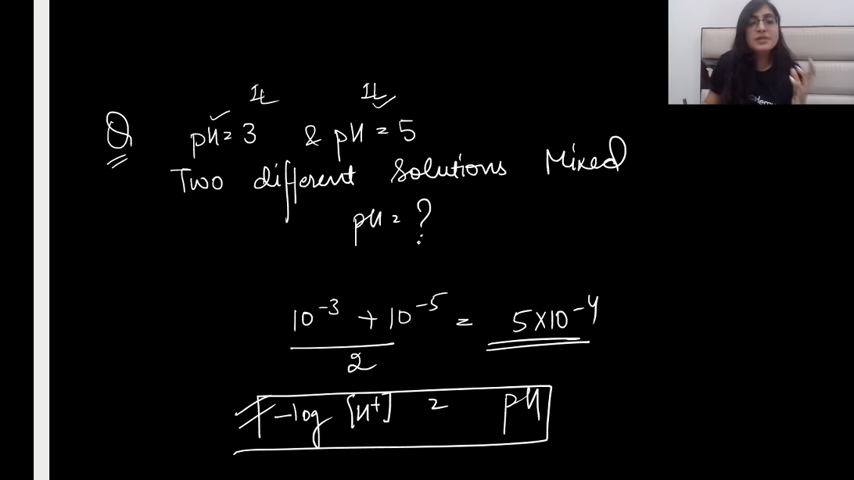 1L 1L
Q pH = 3 & pH = 5
Two different Solutions Mixed
pH = ?
10⁻³ + 10⁻⁵ / 2 = 5×10⁻⁴
-log [H+] = pH